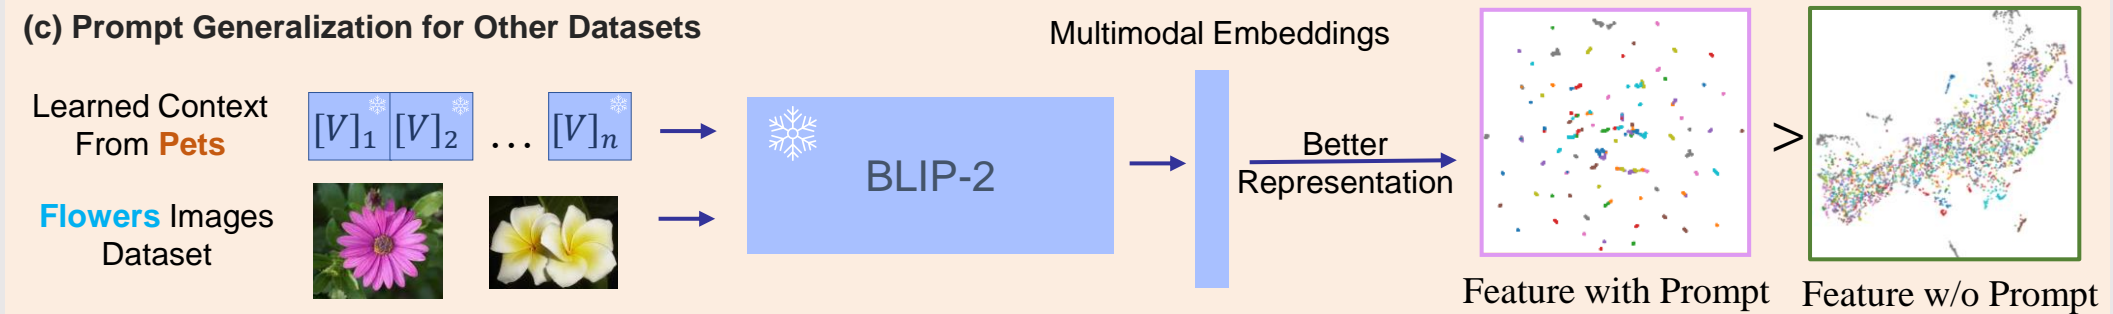 (c) Prompt Generalization for Other Datasets
Learned Context
From Pets
[V]₁ [V]₂ ... [V]ₙ
Flowers Images
Dataset
BLIP-2
Multimodal Embeddings
Better
Representation
>
Feature with Prompt
Feature w/o Prompt